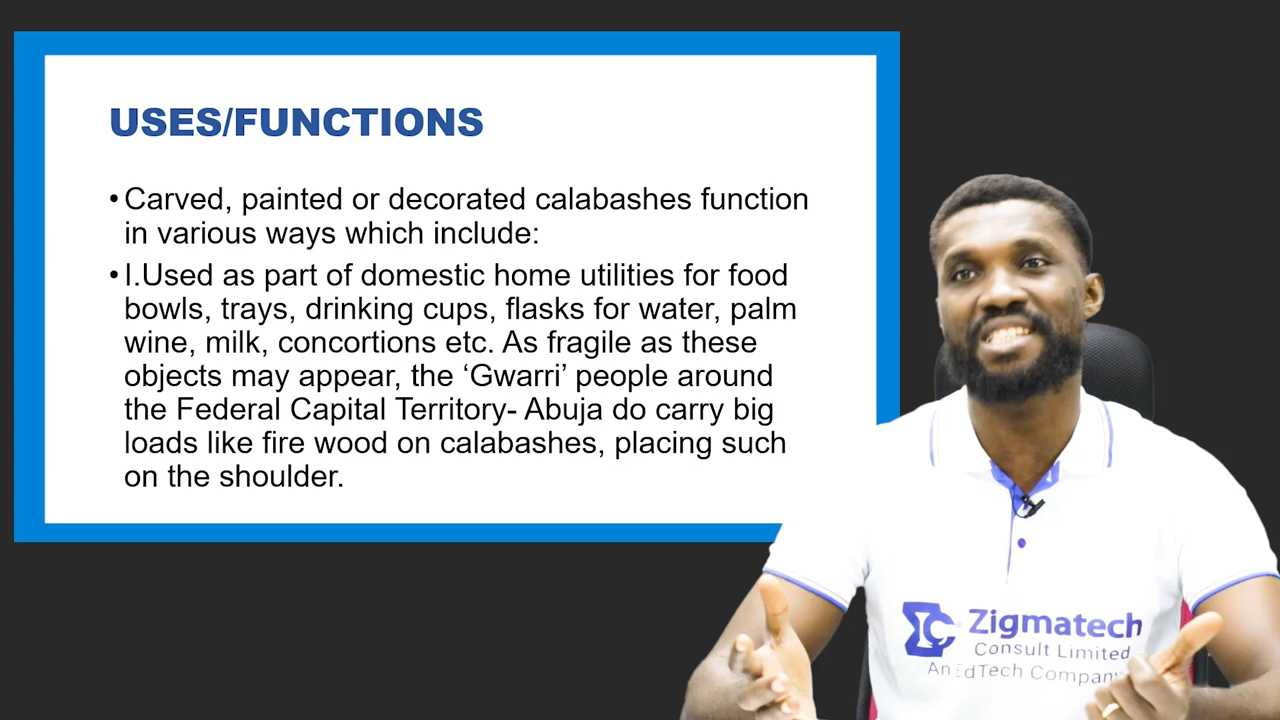 USES/FUNCTIONS
•Carved, painted or decorated calabashes function
in various ways which include:
•I.Used as part of domestic home utilities for food
bowls, trays, drinking cups, flasks for water, palm
wine, milk, concortions etc. As fragile as these
objects may appear, the ‘Gwarri’ people around
the Federal Capital Territory- Abuja do carry big
loads like fire wood on calabashes, placing such
on the shoulder.
Zigmatech
Consult Limited
An EdTech Company